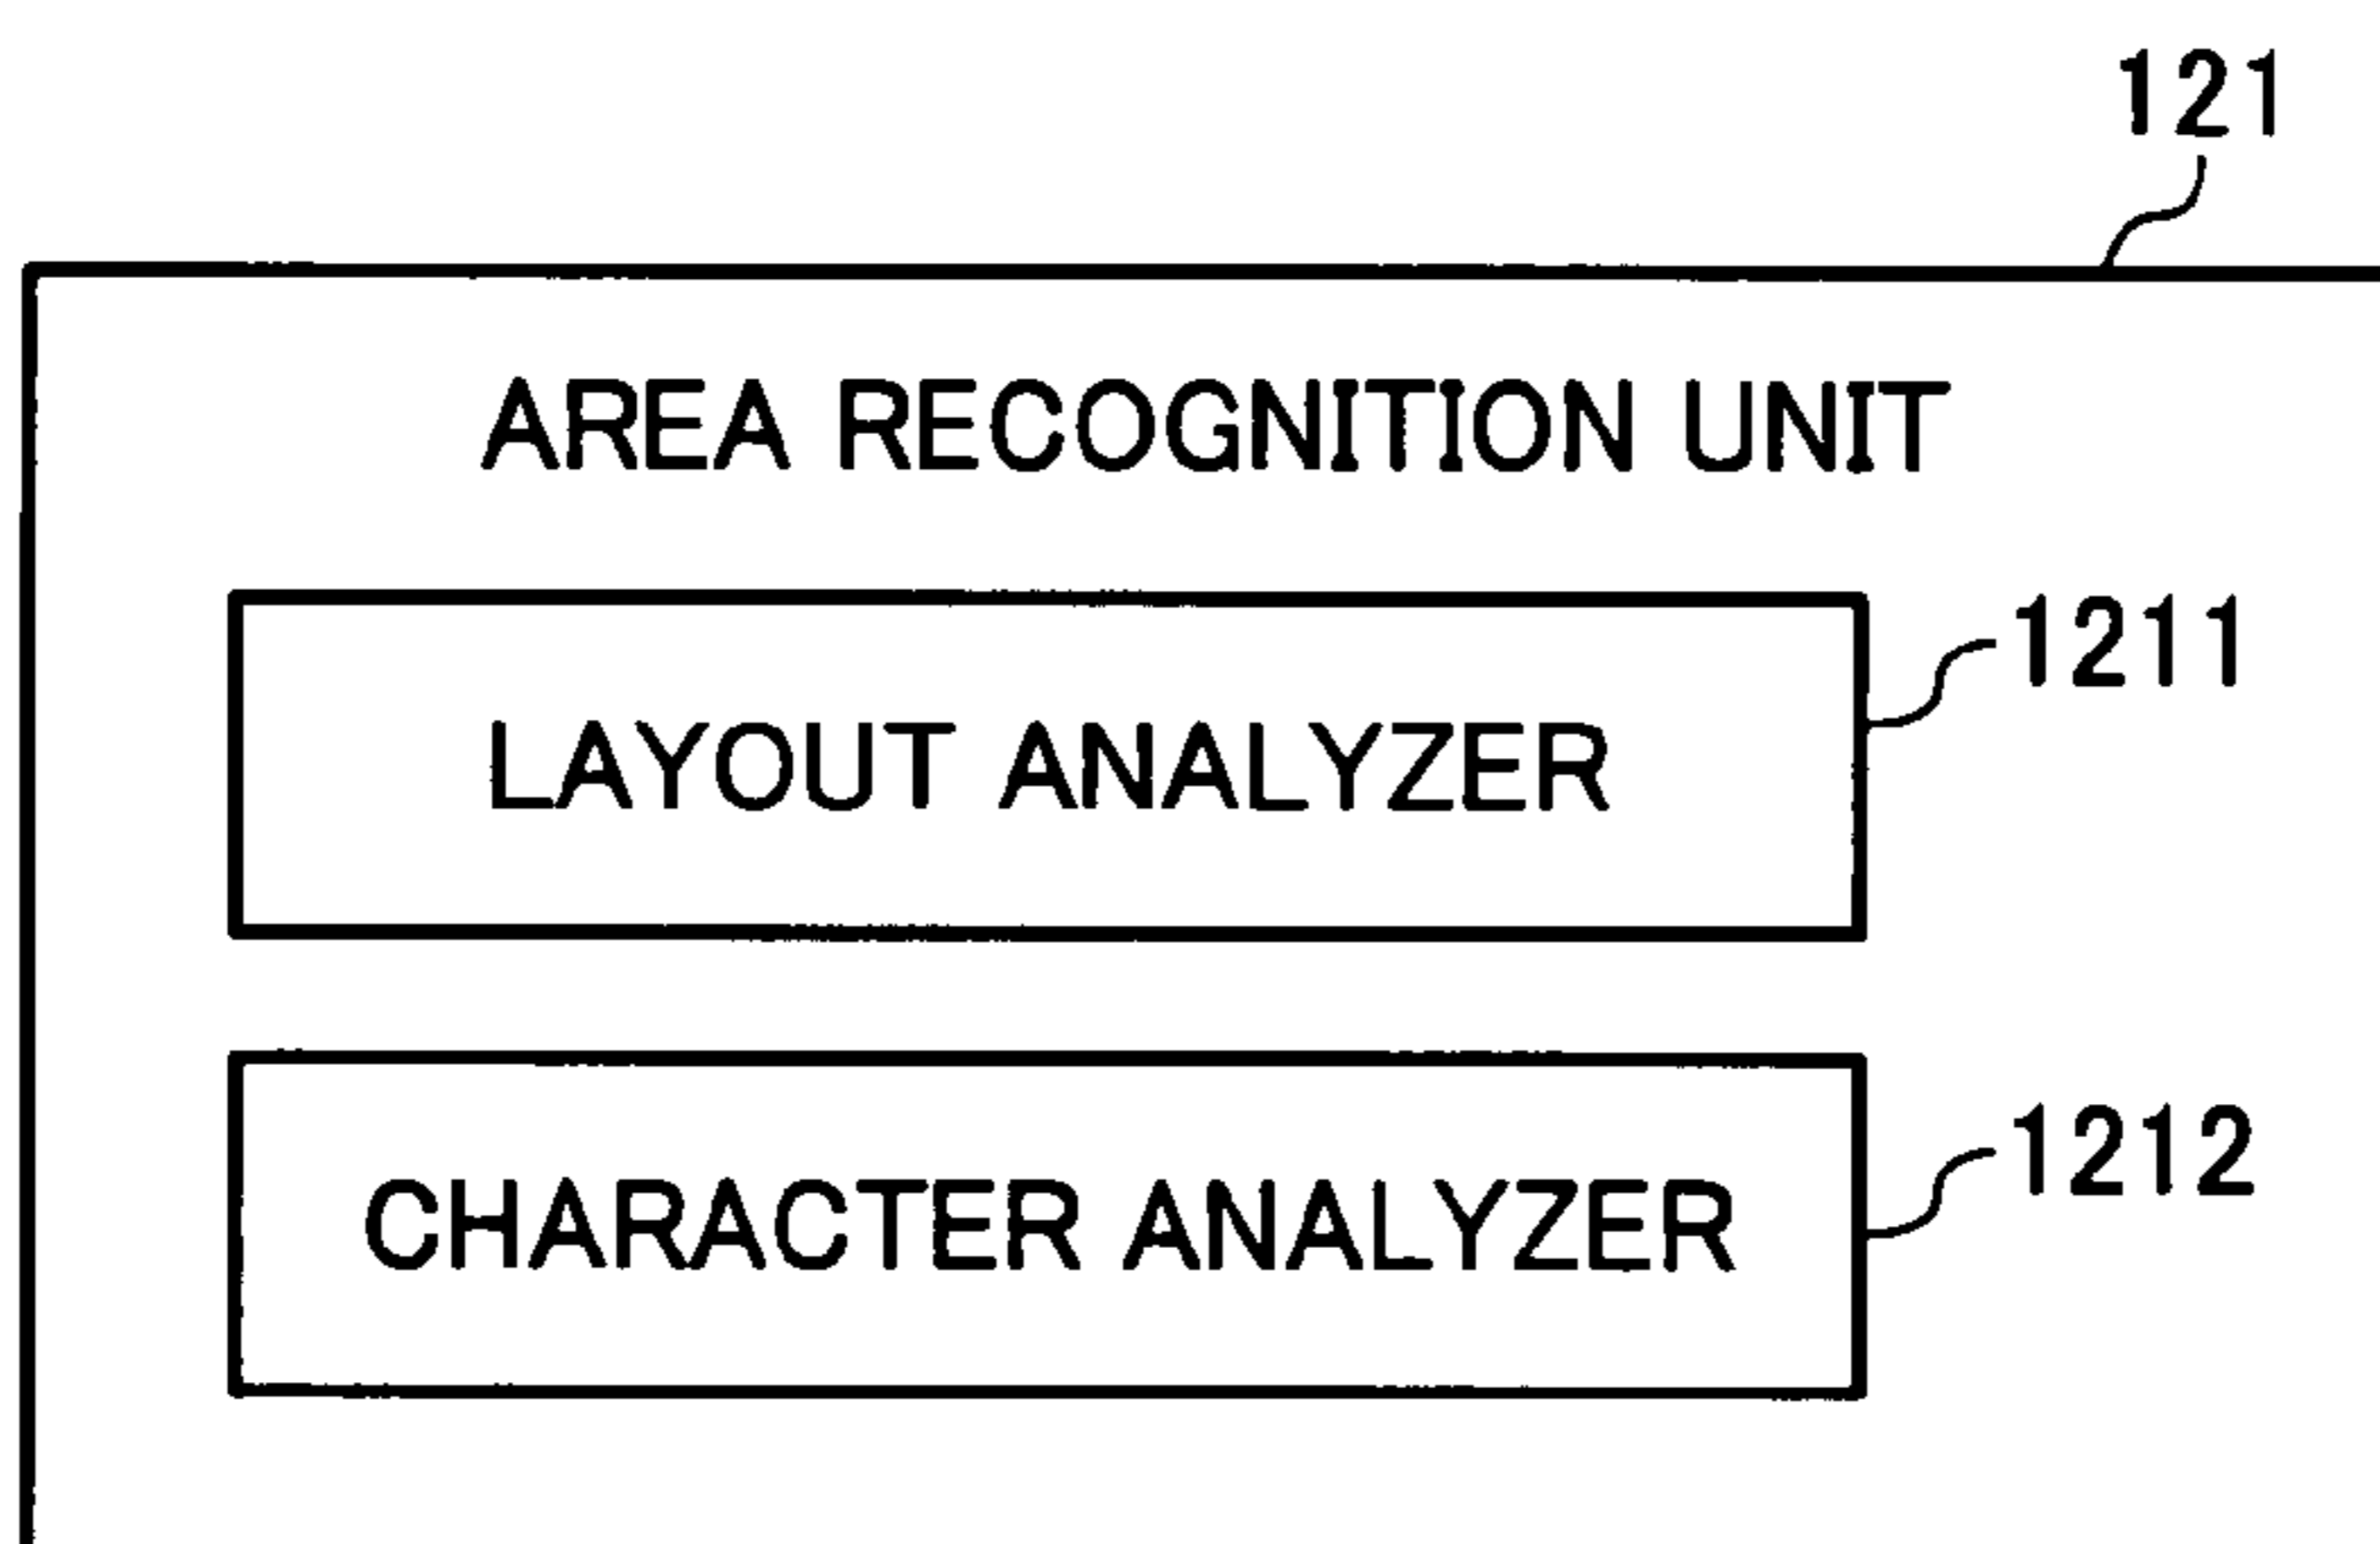 121
AREA RECOGNITION UNIT
1211
LAYOUT ANALYZER
1212
CHARACTER ANALYZER